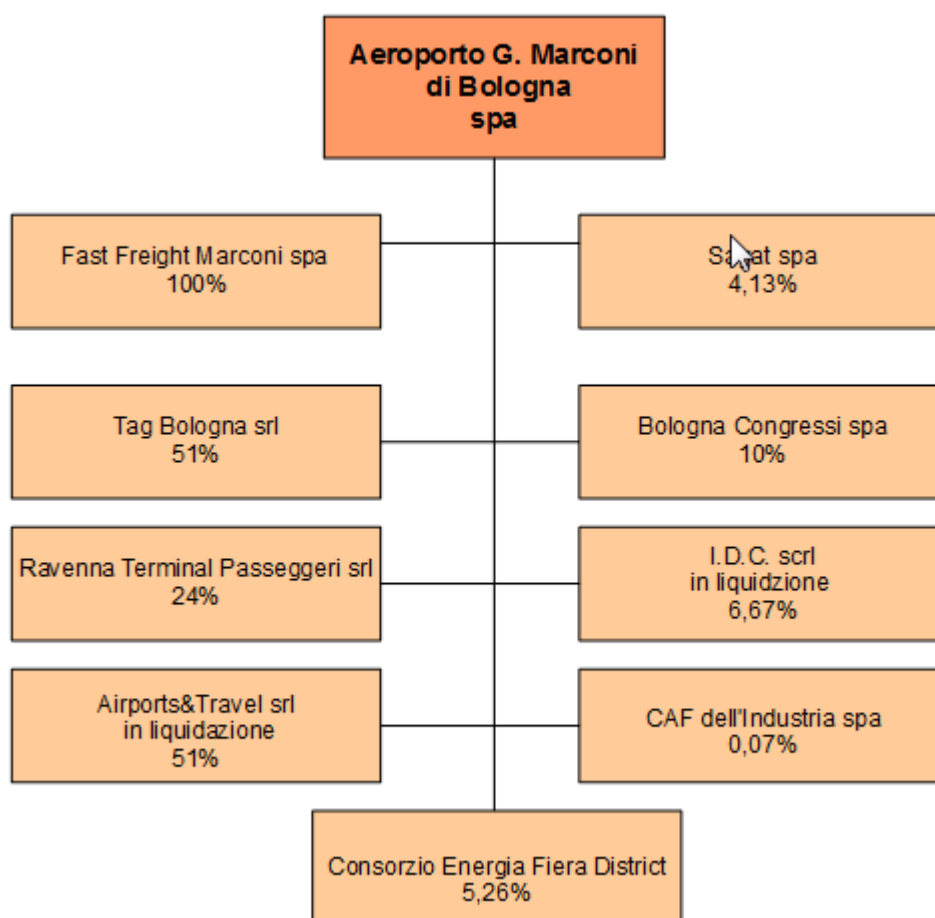 Aeroporto G. Marconi
di Bologna
spa
Fast Freight Marconi spa
100%
spa
4,13%
Tag Bologna srl
51%
Bologna Congressi spa
10%
Ravenna Terminal Passeggeri srl
24%
I.D.C. scrl
in liquidzione
6,67%
Airports&Travel srl
in liquidazione
51%
CAF dell'Industria spa
0,07%
Consorzio Energia Fiera District
5,26%